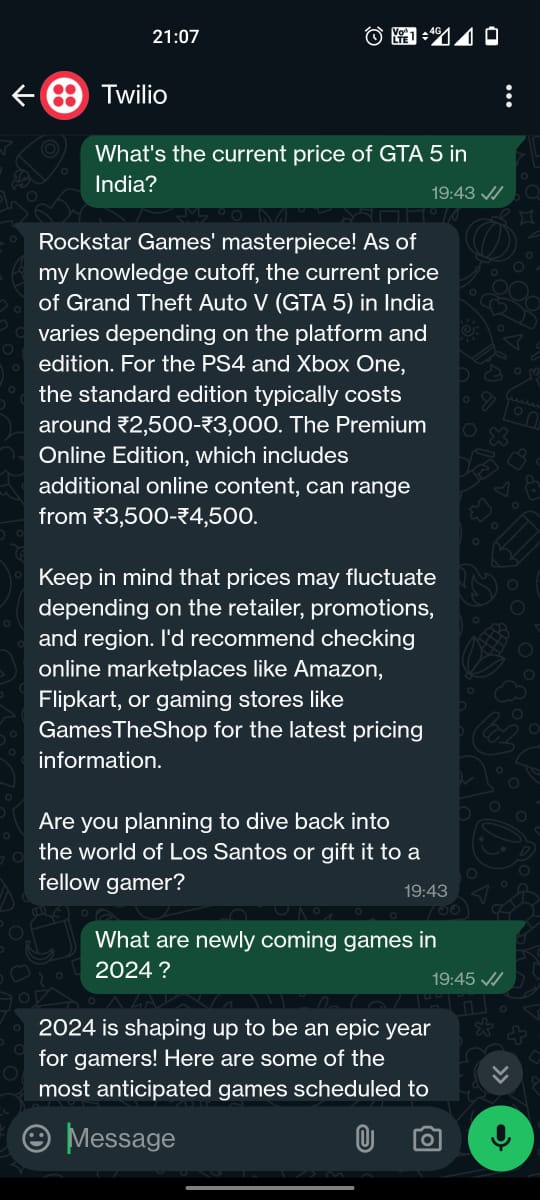 21:07
Vo LTE 1 4G
Twilio
What's the current price of GTA 5 in
India?
19:43
Rockstar Games' masterpiece! As of
my knowledge cutoff, the current price
of Grand Theft Auto V (GTA 5) in India
varies depending on the platform and
edition. For the PS4 and Xbox One,
the standard edition typically costs
around ₹2,500-₹3,000. The Premium
Online Edition, which includes
additional online content, can range
from ₹3,500-₹4,500.
Keep in mind that prices may fluctuate
depending on the retailer, promotions,
and region. I'd recommend checking
online marketplaces like Amazon,
Flipkart, or gaming stores like
GamesTheShop for the latest pricing
information.
Are you planning to dive back into
the world of Los Santos or gift it to a
fellow gamer?
19:43
What are newly coming games in
2024 ?
19:45
2024 is shaping up to be an epic year
for gamers! Here are some of the
most anticipated games scheduled to
Message